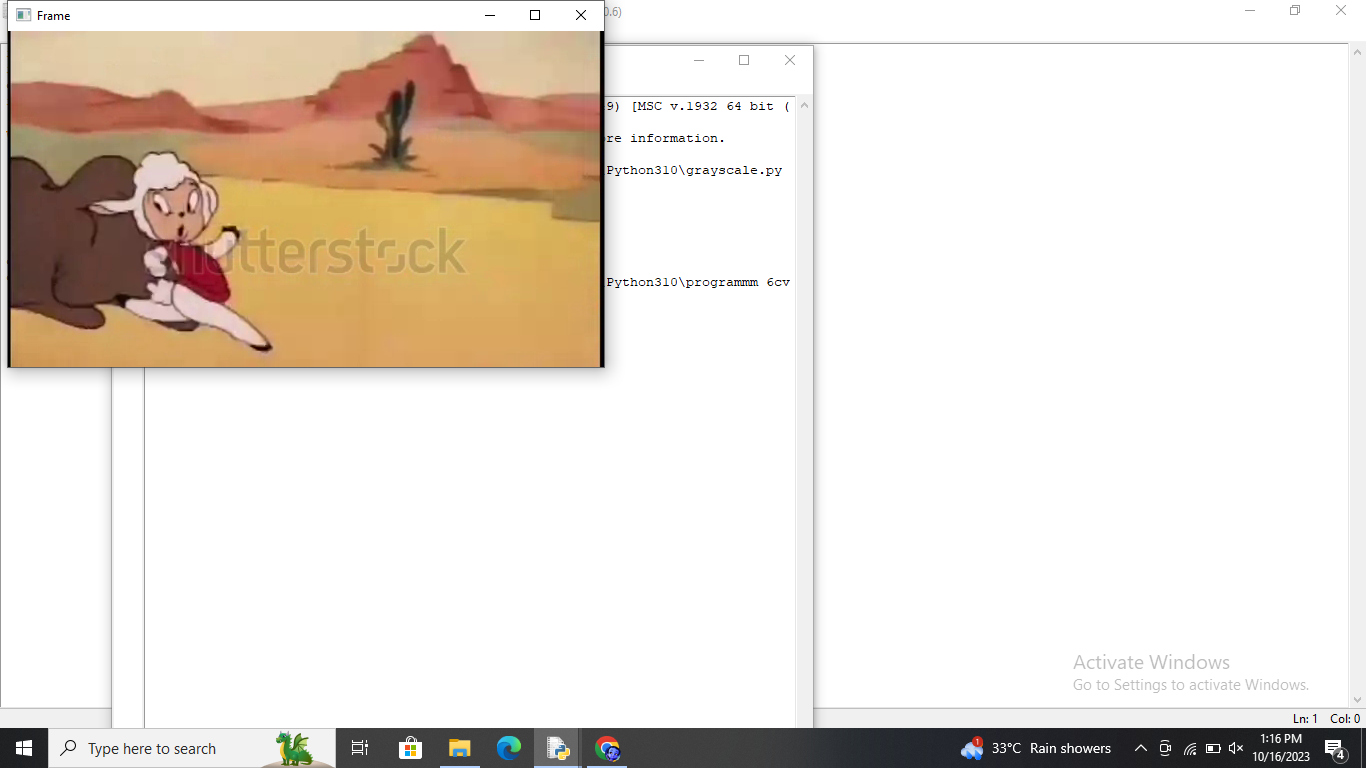 Frame
0.6)
9) [MSC v.1932 64 bit (
re information.
Python310\grayscale.py
shutterstock
Python310\programmm 6cv
Activate Windows
Go to Settings to activate Windows.
Ln: 1 Col: 0
Type here to search
1
33°C Rain showers
1:16 PM
10/16/2023
4